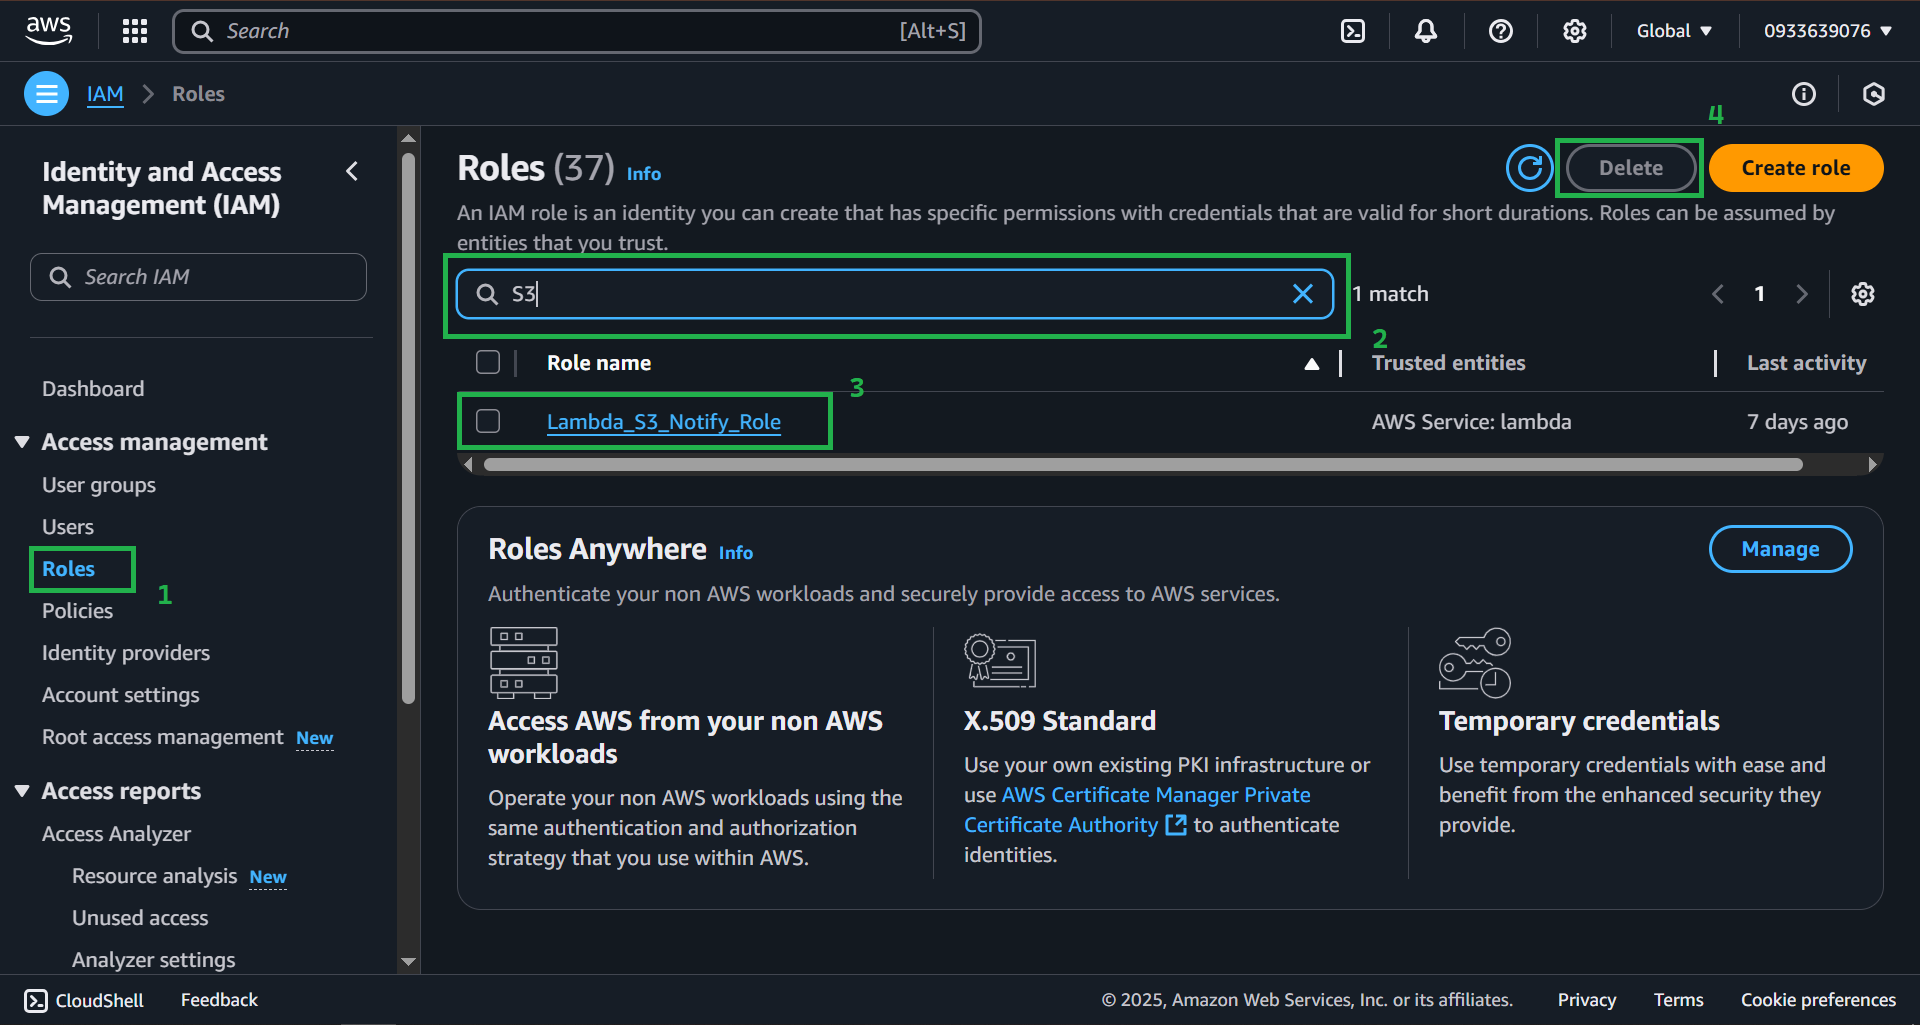 aws
Search [Alt+S]
Global 0933639076
IAM Roles
Identity and Access
Management (IAM)
Search IAM
Dashboard
Access management
User groups
Users
Roles
1
Policies
Identity providers
Account settings
Root access management New
Access reports
Access Analyzer
Resource analysis New
Unused access
Analyzer settings
4
Roles (37) Info
Delete Create role
An IAM role is an identity you can create that has specific permissions with credentials that are valid for short durations. Roles can be assumed by
entities that you trust.
S3
1 match
1
2
Role name Trusted entities Last activity
3
Lambda_S3_Notify_Role AWS Service: lambda 7 days ago
Roles Anywhere Info
Manage
Authenticate your non AWS workloads and securely provide access to AWS services.
Access AWS from your non AWS
workloads
Operate your non AWS workloads using the
same authentication and authorization
strategy that you use within AWS.
X.509 Standard
Use your own existing PKI infrastructure or
use AWS Certificate Manager Private
Certificate Authority to authenticate
identities.
Temporary credentials
Use temporary credentials with ease and
benefit from the enhanced security they
provide.
CloudShell Feedback © 2025, Amazon Web Services, Inc. or its affiliates. Privacy Terms Cookie preferences